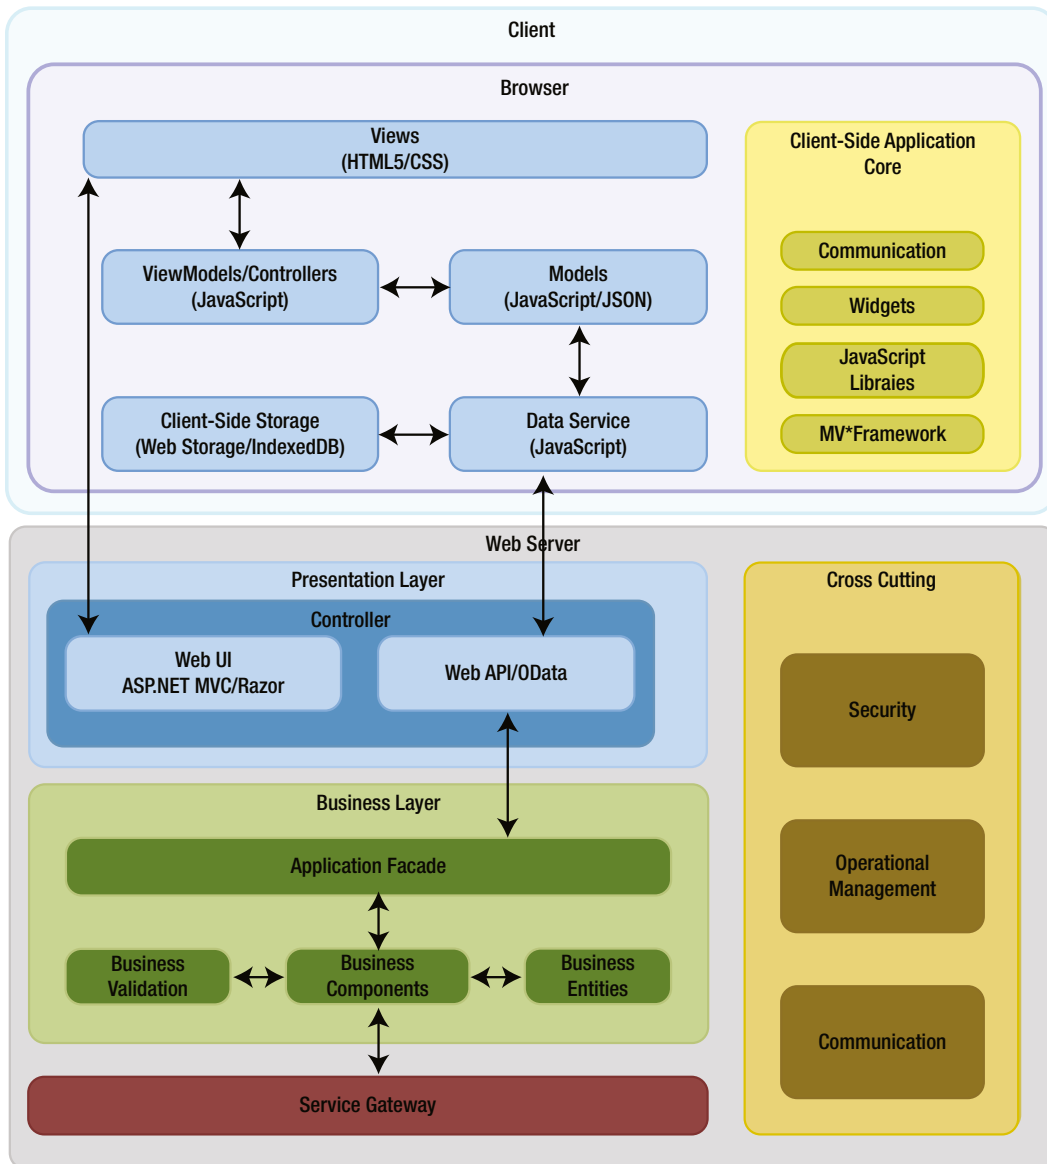 Client
Browser
Views
(HTML5/CSS)
ViewModels/Controllers
(JavaScript)
Models
(JavaScript/JSON)
Client-Side Storage
(Web Storage/IndexedDB)
Data Service
(JavaScript)
Client-Side Application
Core
Communication
Widgets
JavaScript
Libraies
MV*Framework
Web Server
Presentation Layer
Controller
Web UI
ASP.NET MVC/Razor
Web API/OData
Business Layer
Application Facade
Business
Validation
Business
Components
Business
Entities
Service Gateway
Cross Cutting
Security
Operational
Management
Communication